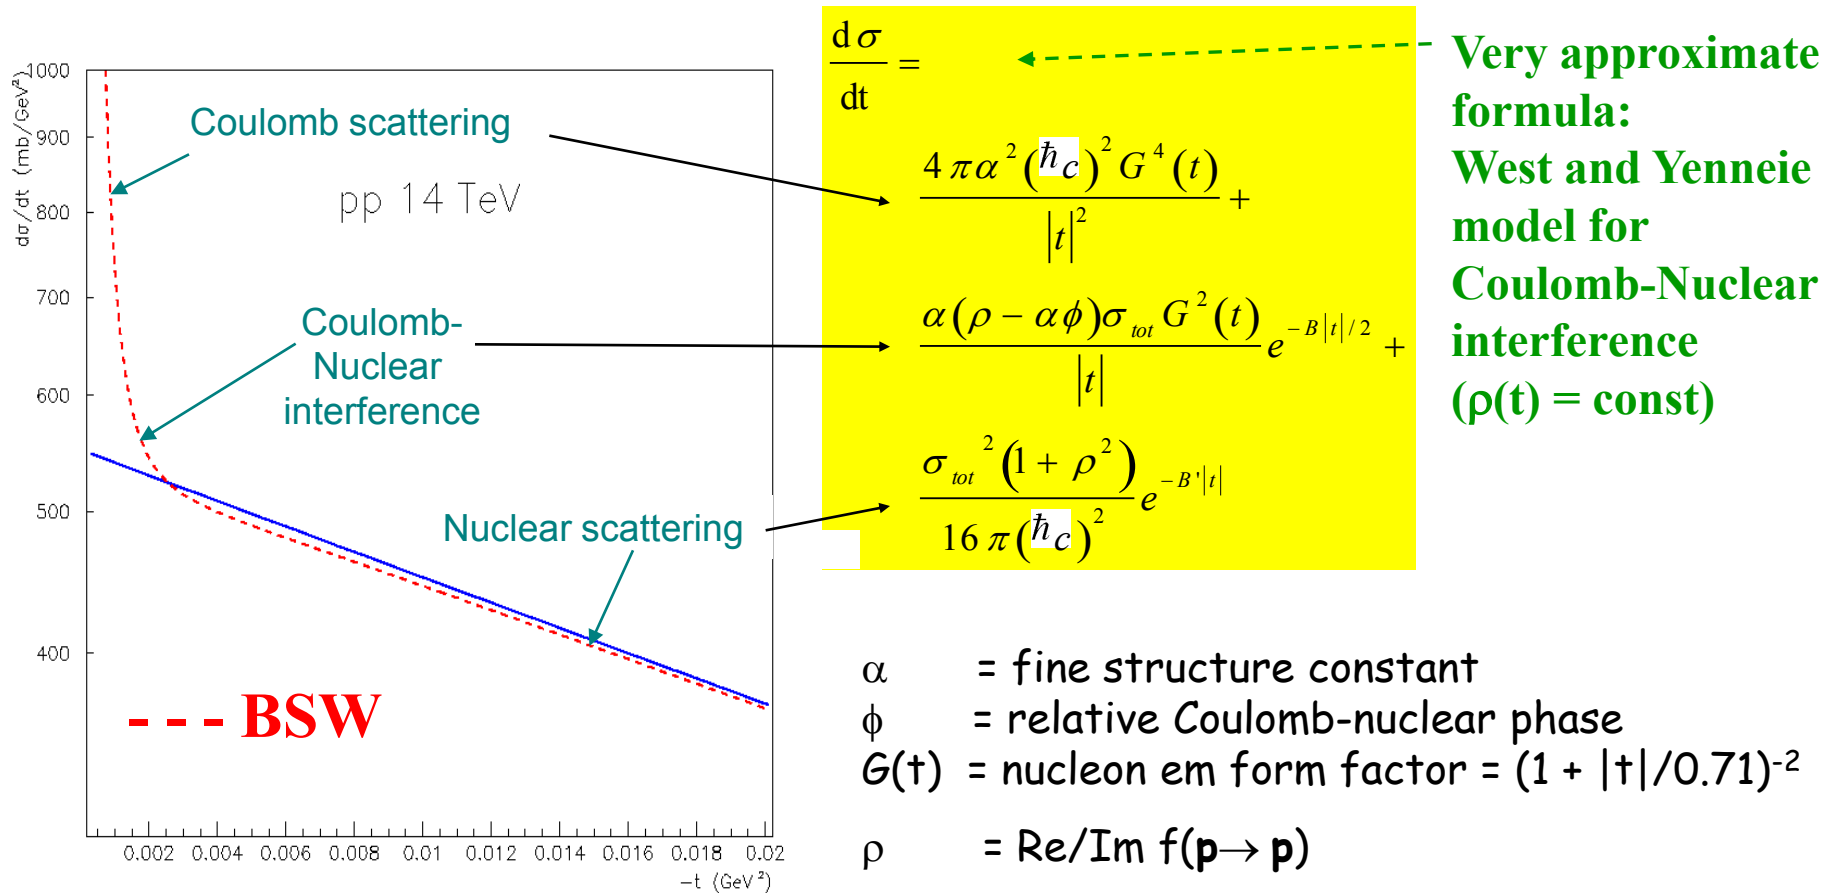 dσ/dt (mb/GeV²)
1000
900
800
700
600
500
400
Coulomb scattering
pp 14 TeV
Coulomb-
Nuclear
interference
Nuclear scattering
--- BSW
0.002 0.004 0.006 0.008 0.01 0.012 0.014 0.016 0.018 0.02
-t (GeV²)
dσ/dt =
4πα²(ħc)²G⁴(t)/|t|² +
α(ρ − αφ)σ_tot G²(t)/|t| e^(−B|t|/2) +
σ_tot²(1 + ρ²)/16π(ħc)² e^(−B'|t|)
Very approximate
formula:
West and Yenneie
model for
Coulomb-Nuclear
interference
(ρ(t) = const)
α = fine structure constant
φ = relative Coulomb-nuclear phase
G(t) = nucleon em form factor = (1 + |t|/0.71)⁻²
ρ = Re/Im f(p→ p)